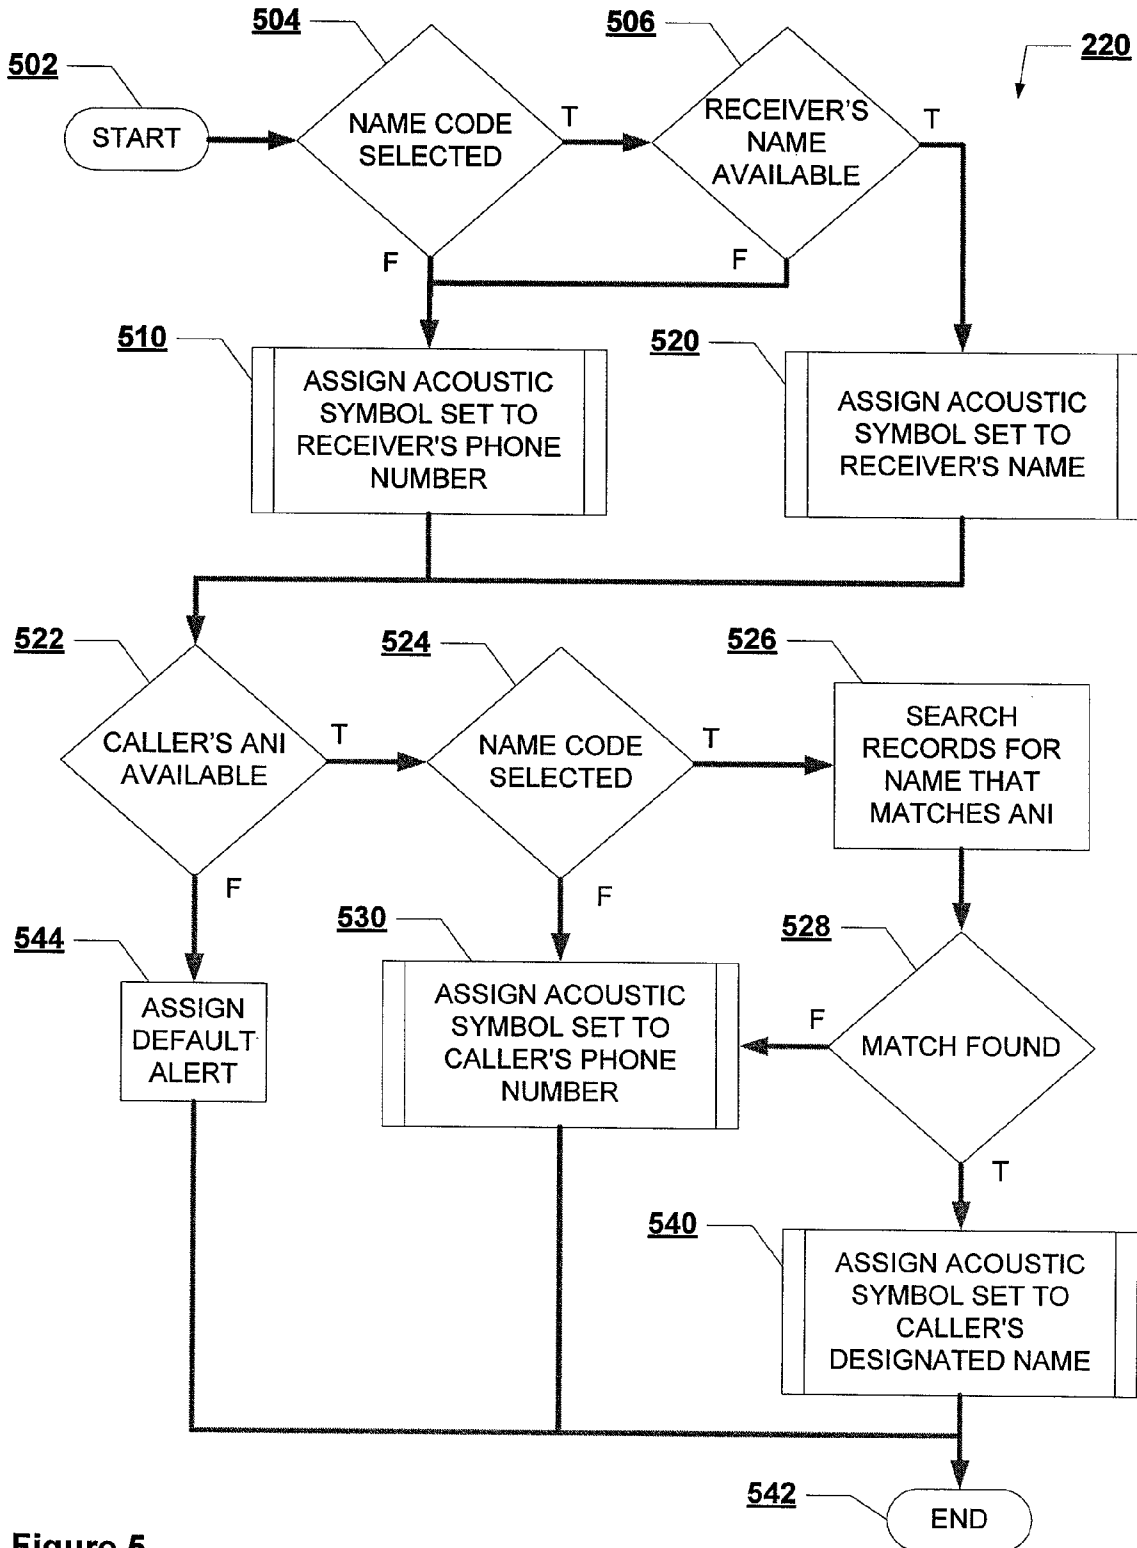 504
506
220
502
START
NAME CODE
SELECTED
T
RECEIVER'S
NAME
AVAILABLE
T
F
F
510
520
ASSIGN ACOUSTIC
SYMBOL SET TO
RECEIVER'S PHONE
NUMBER
ASSIGN ACOUSTIC
SYMBOL SET TO
RECEIVER'S NAME
522
524
526
CALLER'S ANI
AVAILABLE
T
NAME CODE
SELECTED
T
SEARCH
RECORDS FOR
NAME THAT
MATCHES ANI
F
F
544
530
528
ASSIGN
DEFAULT
ALERT
ASSIGN ACOUSTIC
SYMBOL SET TO
CALLER'S PHONE
NUMBER
F
MATCH FOUND
T
540
ASSIGN ACOUSTIC
SYMBOL SET TO
CALLER'S
DESIGNATED NAME
542
END
Figure 5